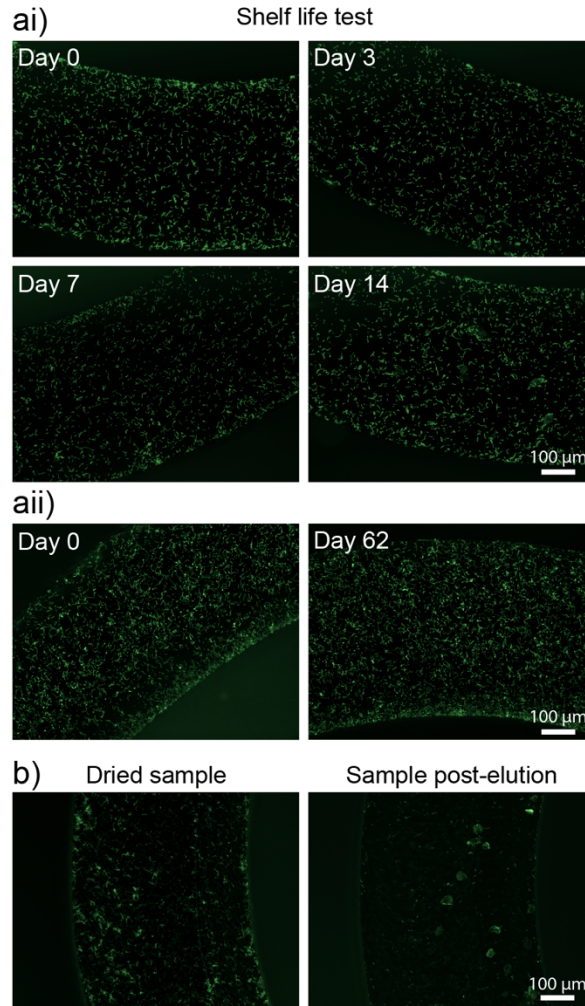 ai)
Shelf life test
Day 0
Day 3
Day 7
Day 14
100 µm
aii)
Day 0
Day 62
100 µm
b)
Dried sample
Sample post-elution
100 µm